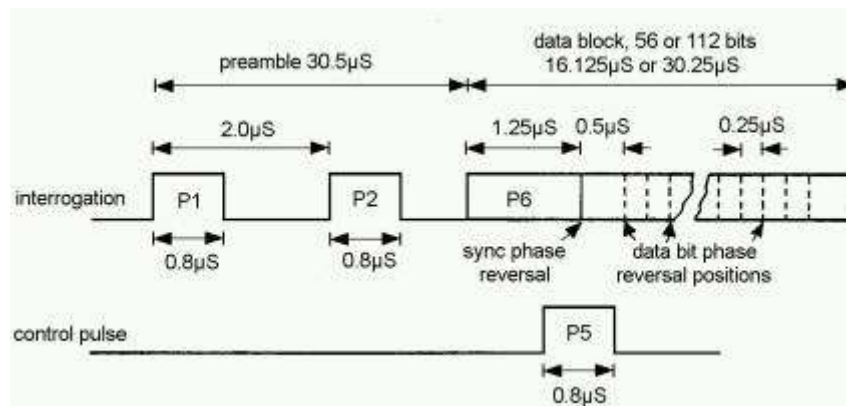 preamble 30.5µS
data block, 56 or 112 bits
16.125µS or 30.25µS
2.0µS
1.25µS
0.5µS
0.25µS
interrogation
P1
P2
P6
0.8µS
0.8µS
sync phase
reversal
data bit phase
reversal positions
control pulse
P5
0.8µS